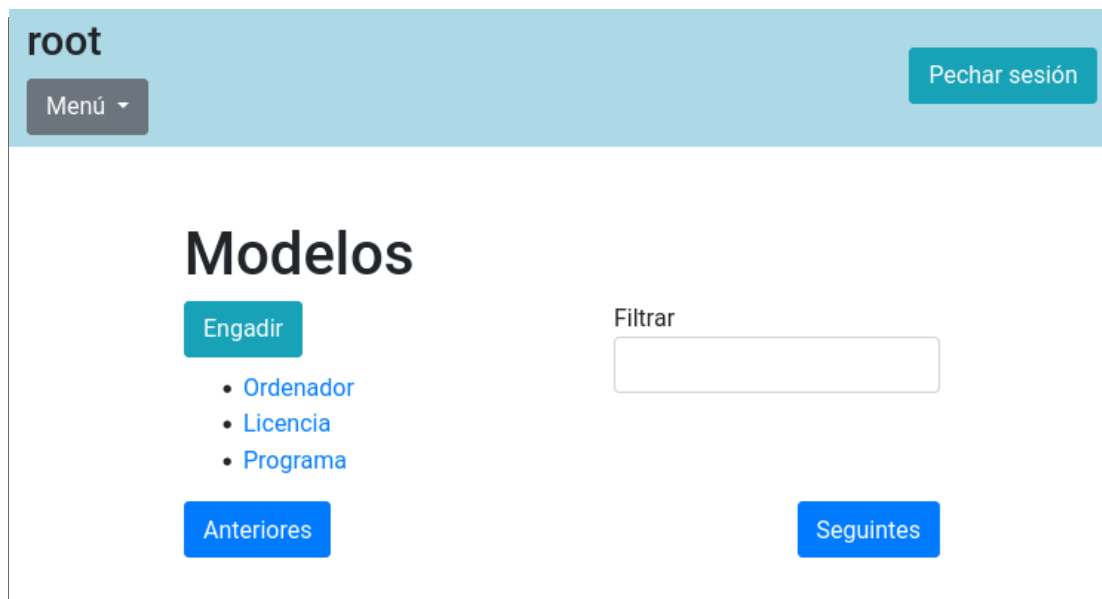 root
Menú
Pechar sesión
Modelos
Engadir
Filtrar
Ordenador
Licencia
Programa
Anteriores
Seguintes